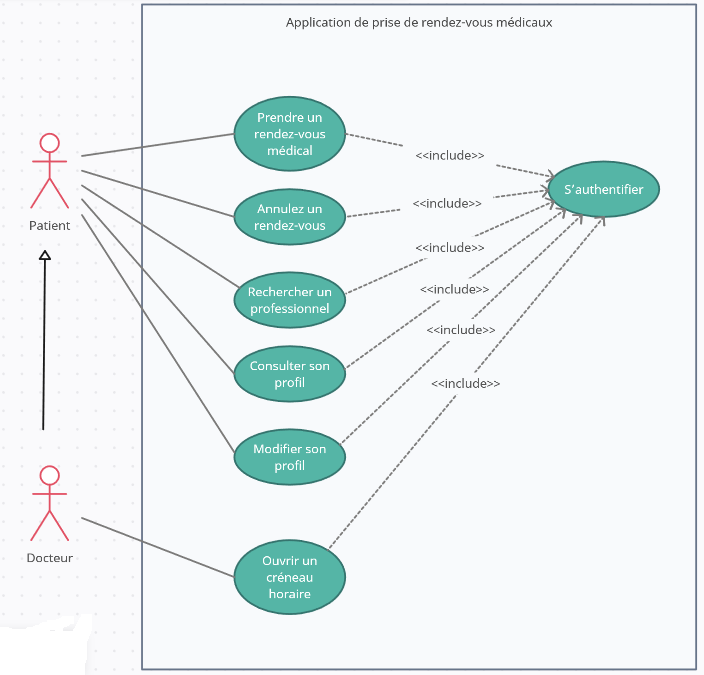 Application de prise de rendez-vous médicaux
Prendre un
rendez-vous
médical
<<include>>
S'authentifier
Annulez un
rendez-vous
<<include>>
Patient
<<include>>
Rechercher un
professionnel
<<include>>
<<include>>
Consulter son
profil
<<include>>
Modifier son
profil
Docteur
Ouvrir un
créneau
horaire